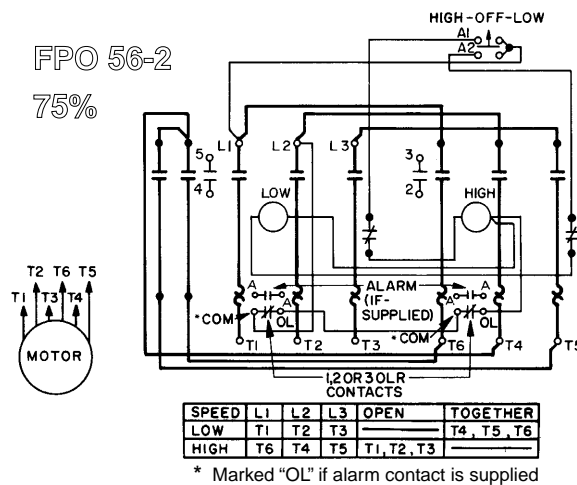 HIGH-OFF-LOW
A1
A2
FPO 56-2
75%
L1 L2 L3
5
4
3
2
LOW
HIGH
A A
ALARM
(IF-
SUPPLIED)
A A
*COM
OL
*COM
OL
T1 T2 T3 T6 T4 T5
T2 T6 T5
T1 T3 T4
MOTOR
1,2 OR 3 OLR
CONTACTS
SPEED L1 L2 L3 OPEN TOGETHER
LOW T1 T2 T3 T4, T5, T6
HIGH T6 T4 T5 T1, T2, T3
* Marked "OL" if alarm contact is supplied